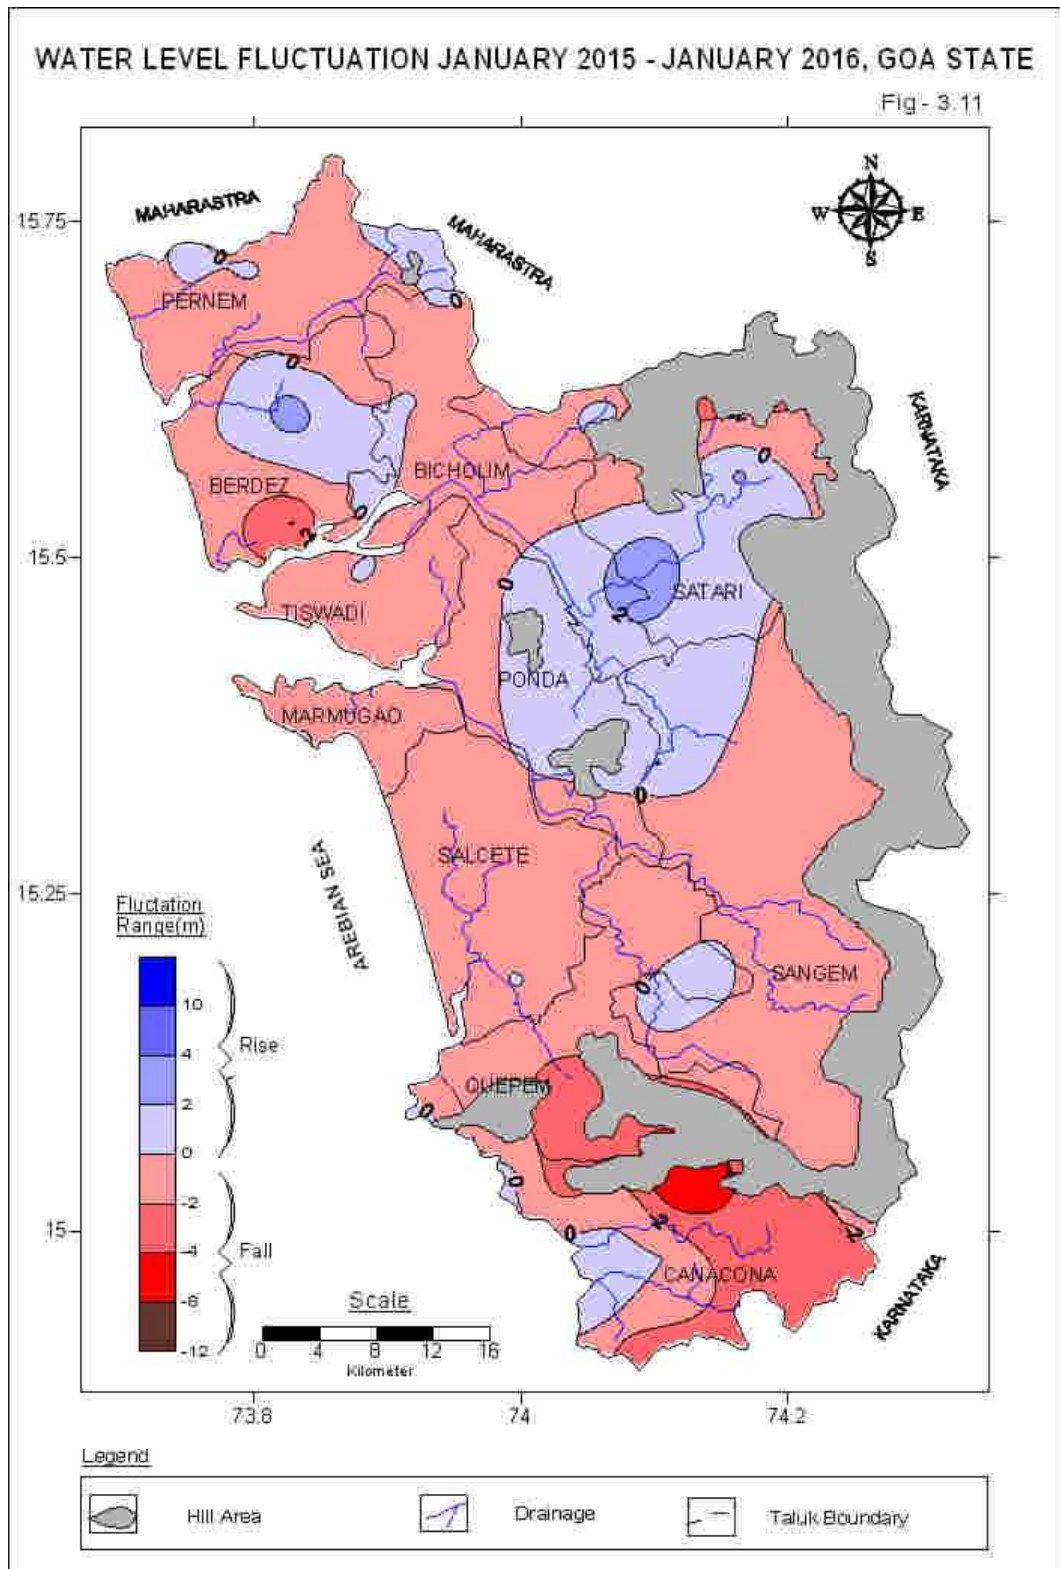 WATER LEVEL FLUCTUATION JANUARY 2015 - JANUARY 2016, GOA STATE
Fig - 3.11
N
W E
S
MAHARASTRA
MAHARASTRA
15.75
0
PERNEM
0
0
KARNATAKA
0
BICHOLIM
BERDEZ
0
0
-2
15.5
0
SATARI
2
TISWADI
PONDA
MARMUGAO
0
SALCETE
AREBIAN SEA
15.25
SANGEM
0
QUEPEM
0
0
0
-2
-2
15
CANACONA
KARNATAKA
Fluctation
Range(m)
10
4
Rise
2
0
-2
Fall
-4
-6
-12
Scale
0 4 8 12 16
Kilometer
73.8 74 74.2
Legend
Hill Area
Drainage
Taluk Boundary